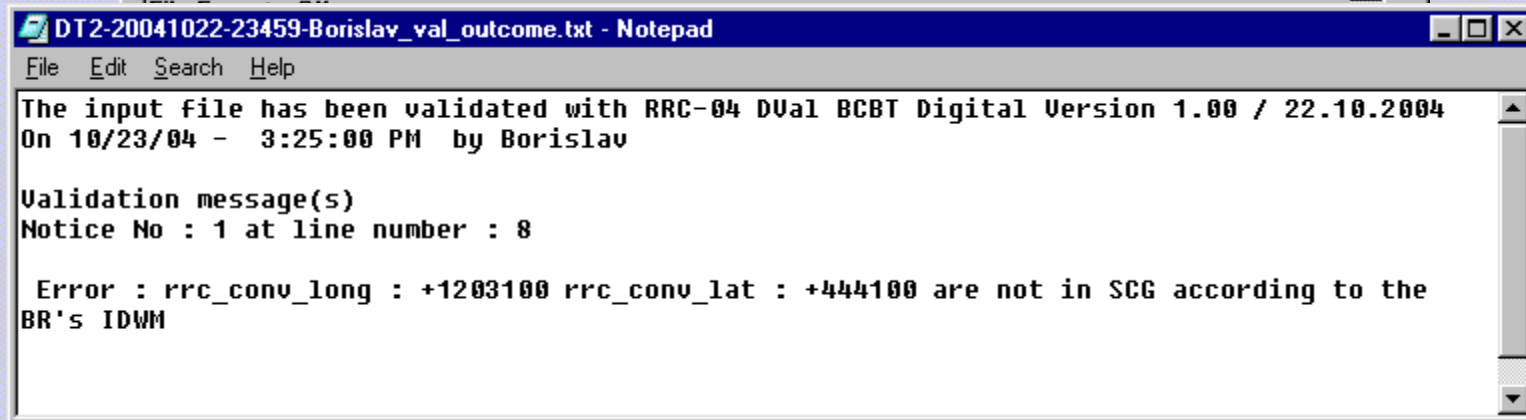 DT2-20041022-23459-Borislav_val_outcome.txt - Notepad
File Edit Search Help
The input file has been validated with RRC-04 DVal BCBT Digital Version 1.00 / 22.10.2004
On 10/23/04 - 3:25:00 PM by Borislav
Validation message(s)
Notice No : 1 at line number : 8
Error : rrc_conv_long : +1203100 rrc_conv_lat : +444100 are not in SCG according to the
BR's IDWM